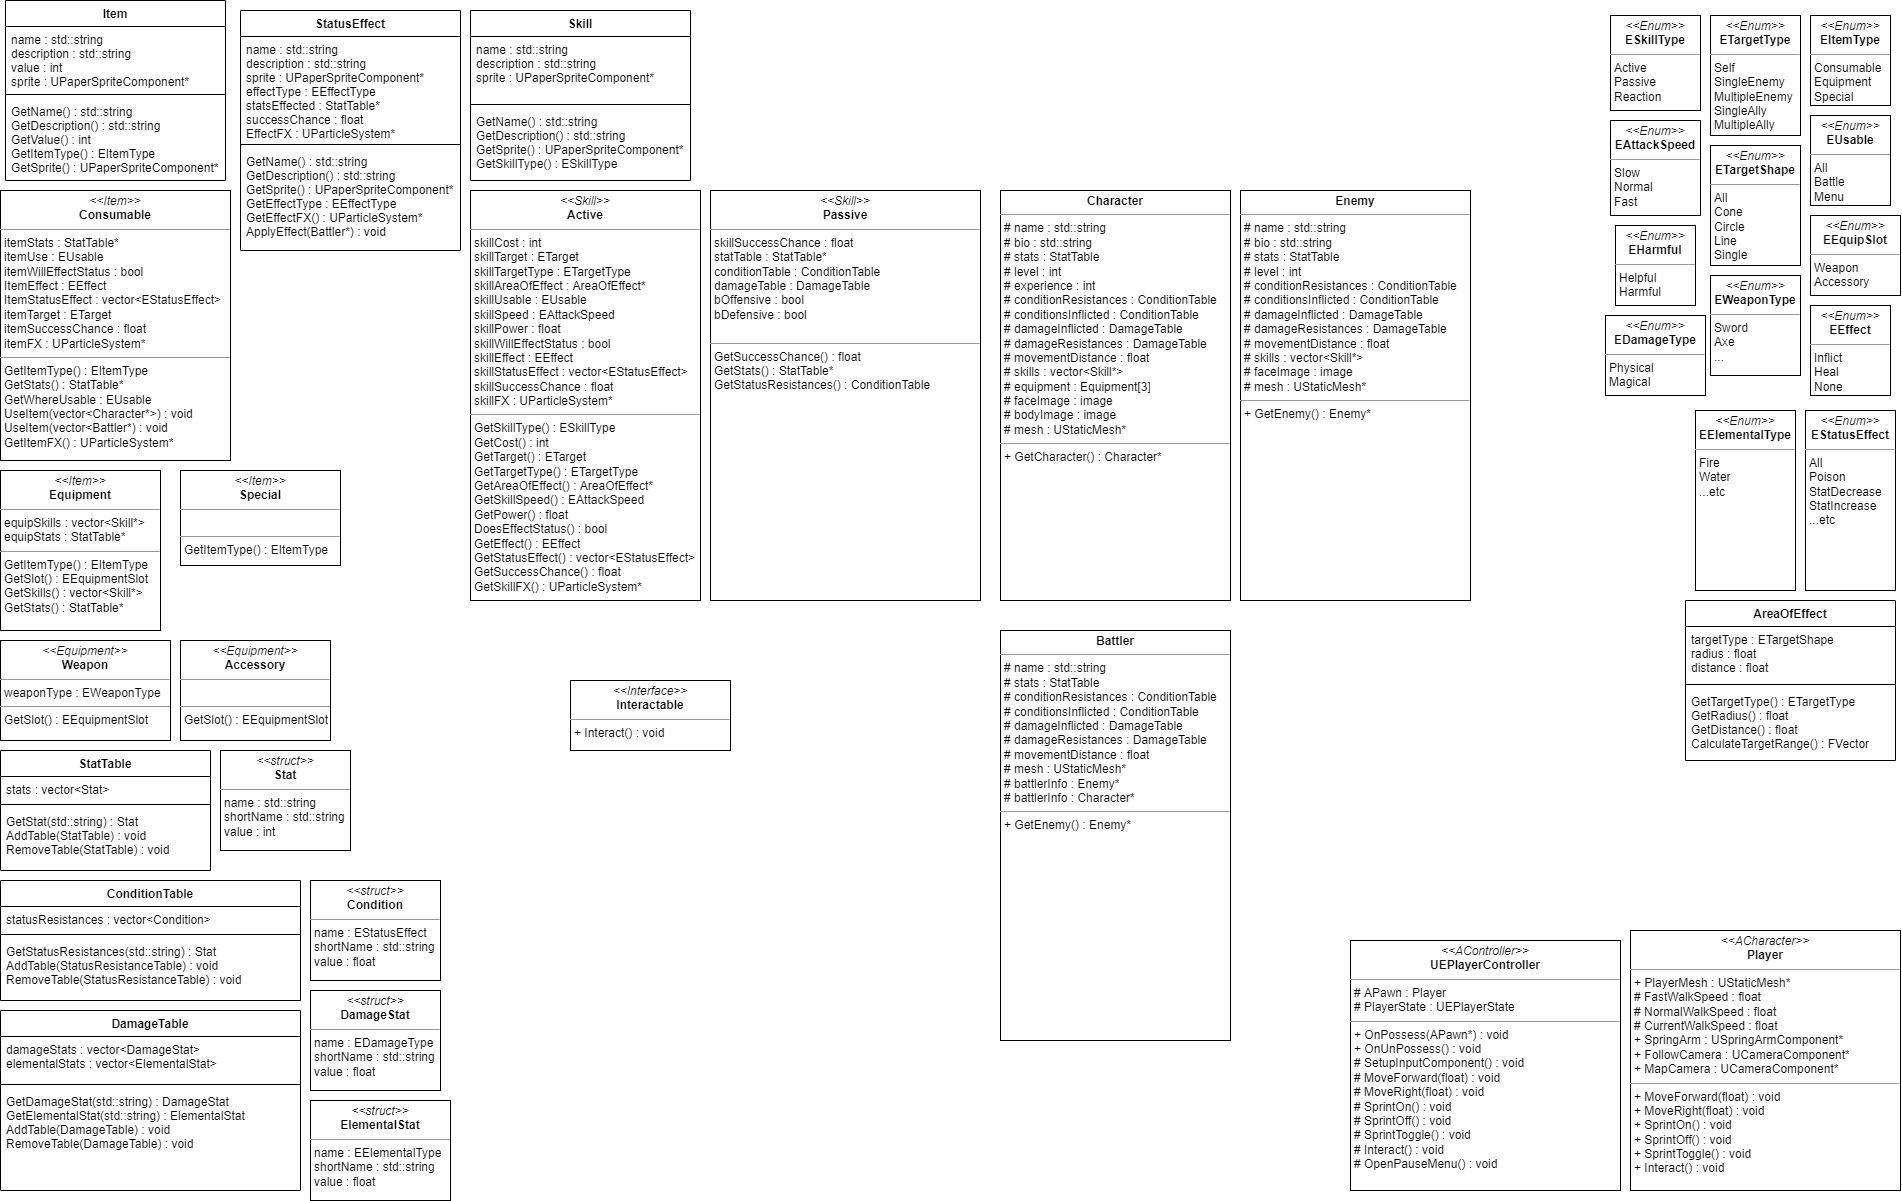 Item
name : std::string
description : std::string
value : int
sprite : UPaperSpriteComponent*
GetName() : std::string
GetDescription() : std::string
GetValue() : int
GetItemType() : EItemType
GetSprite() : UPaperSpriteComponent*
StatusEffect
name : std::string
description : std::string
sprite : UPaperSpriteComponent*
effectType : EEffectType
statsEffected : StatTable*
successChance : float
EffectFX : UParticleSystem*
GetName() : std::string
GetDescription() : std::string
GetSprite() : UPaperSpriteComponent*
GetEffectType : EEffectType
GetEffectFX() : UParticleSystem*
ApplyEffect(Battler*) : void
Skill
name : std::string
description : std::string
sprite : UPaperSpriteComponent*
GetName() : std::string
GetDescription() : std::string
GetSprite() : UPaperSpriteComponent*
GetSkillType() : ESkillType
<<Enum>>
ESkillType
Active
Passive
Reaction
<<Enum>>
ETargetType
Self
SingleEnemy
MultipleEnemy
SingleAlly
MultipleAlly
<<Enum>>
EItemType
Consumable
Equipment
Special
<<Enum>>
EAttackSpeed
Slow
Normal
Fast
<<Enum>>
ETargetShape
All
Cone
Circle
Line
Single
<<Enum>>
EUsable
All
Battle
Menu
<<Enum>>
EHarmful
Helpful
Harmful
<<Enum>>
EWeaponType
Sword
Axe
...
<<Enum>>
EEquipSlot
Weapon
Accessory
<<Enum>>
EDamageType
Physical
Magical
<<Enum>>
EEffect
Inflict
Heal
None
<<Enum>>
EElementalType
Fire
Water
...etc
<<Enum>>
EStatusEffect
All
Poison
StatDecrease
StatIncrease
...etc
<<Item>>
Consumable
itemStats : StatTable*
itemUse : EUsable
itemWillEffectStatus : bool
ItemEffect : EEffect
ItemStatusEffect : vector<EStatusEffect>
itemTarget : ETarget
itemSuccessChance : float
itemFX : UParticleSystem*
GetItemType() : EItemType
GetStats() : StatTable*
GetWhereUsable : EUsable
UseItem(vector<Character*>) : void
UseItem(vector<Battler*) : void
GetItemFX() : UParticleSystem*
<<Skill>>
Active
skillCost : int
skillTarget : ETarget
skillTargetType : ETargetType
skillAreaOfEffect : AreaOfEffect*
skillUsable : EUsable
skillSpeed : EAttackSpeed
skillPower : float
skillWillEffectStatus : bool
skillEffect : EEffect
skillStatusEffect : vector<EStatusEffect>
skillSuccessChance : float
skillFX : UParticleSystem*
GetSkillType() : ESkillType
GetCost() : int
GetTarget() : ETarget
GetTargetType() : ETargetType
GetAreaOfEffect() : AreaOfEffect*
GetSkillSpeed() : EAttackSpeed
GetPower() : float
DoesEffectStatus() : bool
GetEffect() : EEffect
GetStatusEffect() : vector<EStatusEffect>
GetSuccessChance() : float
GetSkillFX() : UParticleSystem*
<<Skill>>
Passive
skillSuccessChance : float
statTable : StatTable*
conditionTable : ConditionTable
damageTable : DamageTable
bOffensive : bool
bDefensive : bool
GetSuccessChance() : float
GetStats() : StatTable*
GetStatusResistances() : ConditionTable
Character
# name : std::string
# bio : std::string
# stats : StatTable
# level : int
# experience : int
# conditionResistances : ConditionTable
# conditionsInflicted : ConditionTable
# damageInflicted : DamageTable
# damageResistances : DamageTable
# movementDistance : float
# skills : vector<Skill*>
# equipment : Equipment[3]
# faceImage : image
# bodyImage : image
# mesh : UStaticMesh*
+ GetCharacter() : Character*
Enemy
# name : std::string
# bio : std::string
# stats : StatTable
# level : int
# conditionResistances : ConditionTable
# conditionsInflicted : ConditionTable
# damageInflicted : DamageTable
# damageResistances : DamageTable
# movementDistance : float
# skills : vector<Skill*>
# faceImage : image
# mesh : UStaticMesh*
+ GetEnemy() : Enemy*
<<Item>>
Equipment
equipSkills : vector<Skill*>
equipStats : StatTable*
GetItemType() : EItemType
GetSlot() : EEquipmentSlot
GetSkills() : vector<Skill*>
GetStats() : StatTable*
<<Item>>
Special
GetItemType() : EItemType
<<Equipment>>
Weapon
weaponType : EWeaponType
GetSlot() : EEquipmentSlot
<<Equipment>>
Accessory
GetSlot() : EEquipmentSlot
<<Interface>>
Interactable
+ Interact() : void
Battler
# name : std::string
# stats : StatTable
# conditionResistances : ConditionTable
# conditionsInflicted : ConditionTable
# damageInflicted : DamageTable
# damageResistances : DamageTable
# movementDistance : float
# mesh : UStaticMesh*
# battlerInfo : Enemy*
# battlerInfo : Character*
+ GetEnemy() : Enemy*
AreaOfEffect
targetType : ETargetShape
radius : float
distance : float
GetTargetType() : ETargetType
GetRadius() : float
GetDistance() : float
CalculateTargetRange() : FVector
StatTable
stats : vector<Stat>
GetStat(std::string) : Stat
AddTable(StatTable) : void
RemoveTable(StatTable) : void
<<struct>>
Stat
name : std::string
shortName : std::string
value : int
ConditionTable
statusResistances : vector<Condition>
GetStatusResistances(std::string) : Stat
AddTable(StatusResistanceTable) : void
RemoveTable(StatusResistanceTable) : void
<<struct>>
Condition
name : EStatusEffect
shortName : std::string
value : float
DamageTable
damageStats : vector<DamageStat>
elementalStats : vector<ElementalStat>
GetDamageStat(std::string) : DamageStat
GetElementalStat(std::string) : ElementalStat
AddTable(DamageTable) : void
RemoveTable(DamageTable) : void
<<struct>>
DamageStat
name : EDamageType
shortName : std::string
value : float
<<struct>>
ElementalStat
name : EElementalType
shortName : std::string
value : float
<<AController>>
UEPlayerController
# APawn : Player
# PlayerState : UEPlayerState
+ OnPossess(APawn*) : void
+ OnUnPossess() : void
# SetupInputComponent() : void
# MoveForward(float) : void
# MoveRight(float) : void
# SprintOn() : void
# SprintOff() : void
# SprintToggle() : void
# Interact() : void
# OpenPauseMenu() : void
<<ACharacter>>
Player
+ PlayerMesh : UStaticMesh*
# FastWalkSpeed : float
# NormalWalkSpeed : float
# CurrentWalkSpeed : float
+ SpringArm : USpringArmComponent*
+ FollowCamera : UCameraComponent*
+ MapCamera : UCameraComponent*
+ MoveForward(float) : void
+ MoveRight(float) : void
+ SprintOn() : void
+ SprintOff() : void
+ SprintToggle() : void
+ Interact() : void